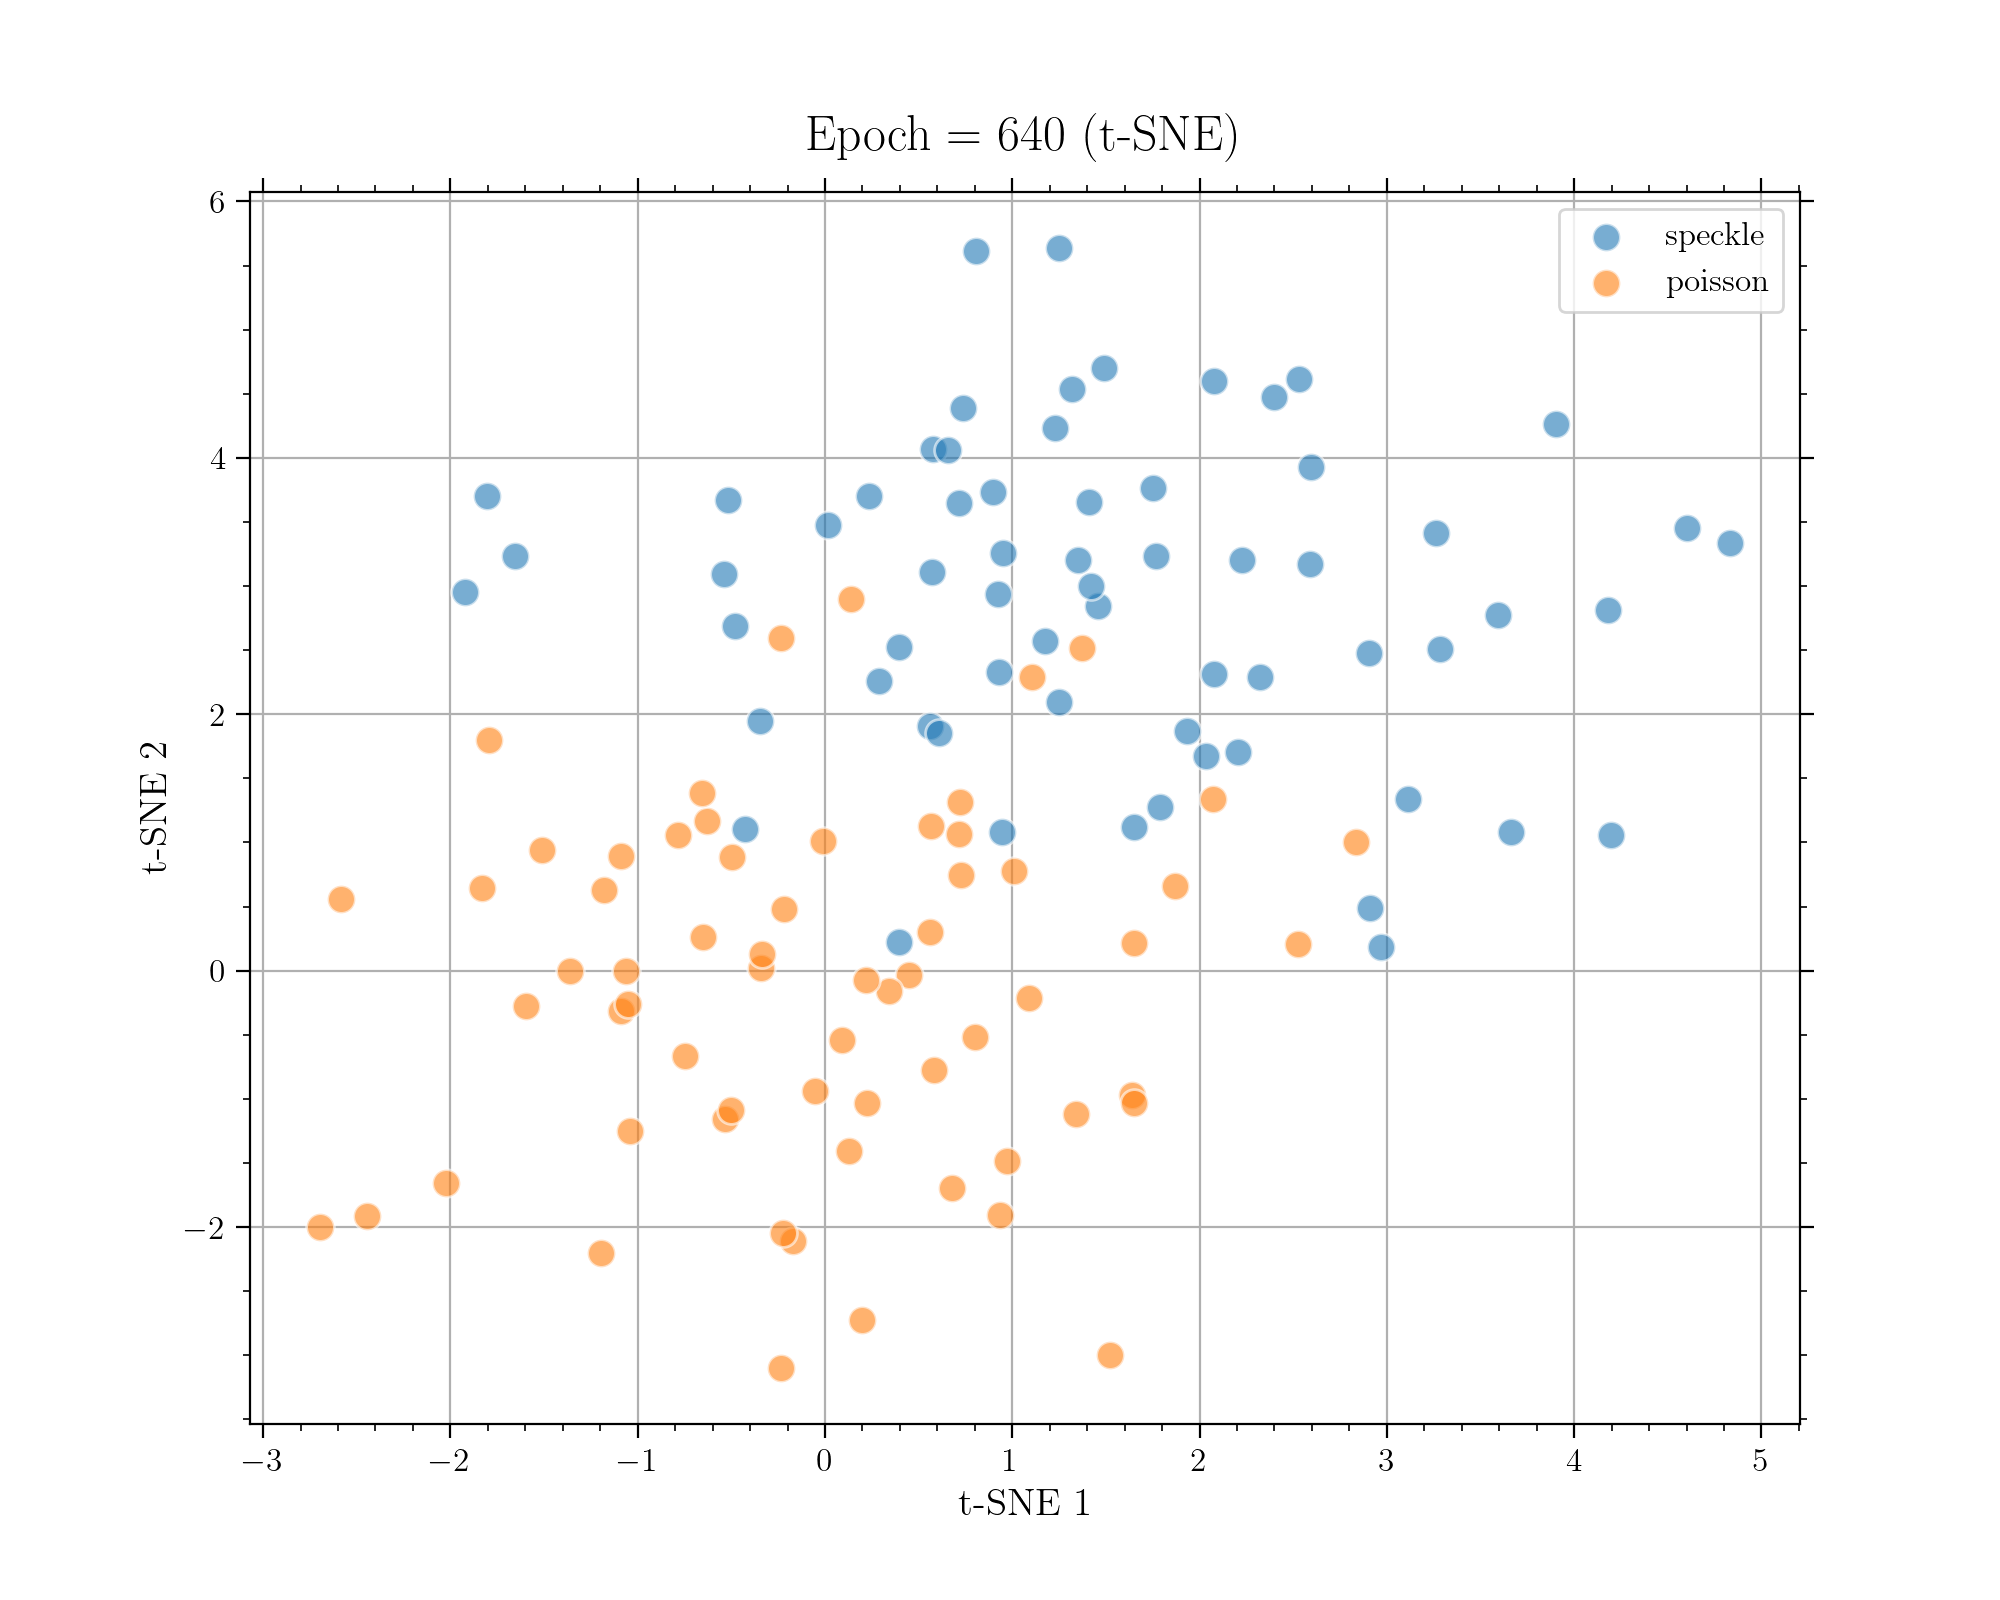 Epoch = 640 (t-SNE)
speckle
poisson
6
4
2
0
−2
t-SNE 2
−3 −2 −1 0 1 2 3 4 5
t-SNE 1